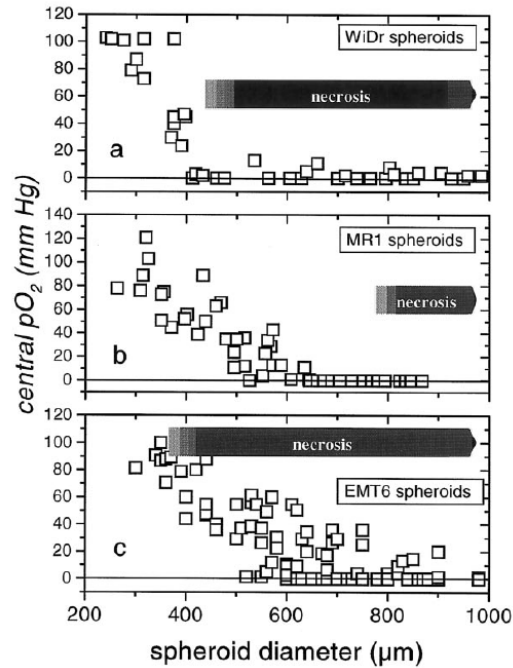 central pO2 (mm Hg)
120
100
80
60
40
20
0
WiDr spheroids
necrosis
a
140
120
100
80
60
40
20
0
MR1 spheroids
necrosis
b
120
100
80
60
40
20
0
necrosis
EMT6 spheroids
c
200 400 600 800 1000
spheroid diameter (μm)